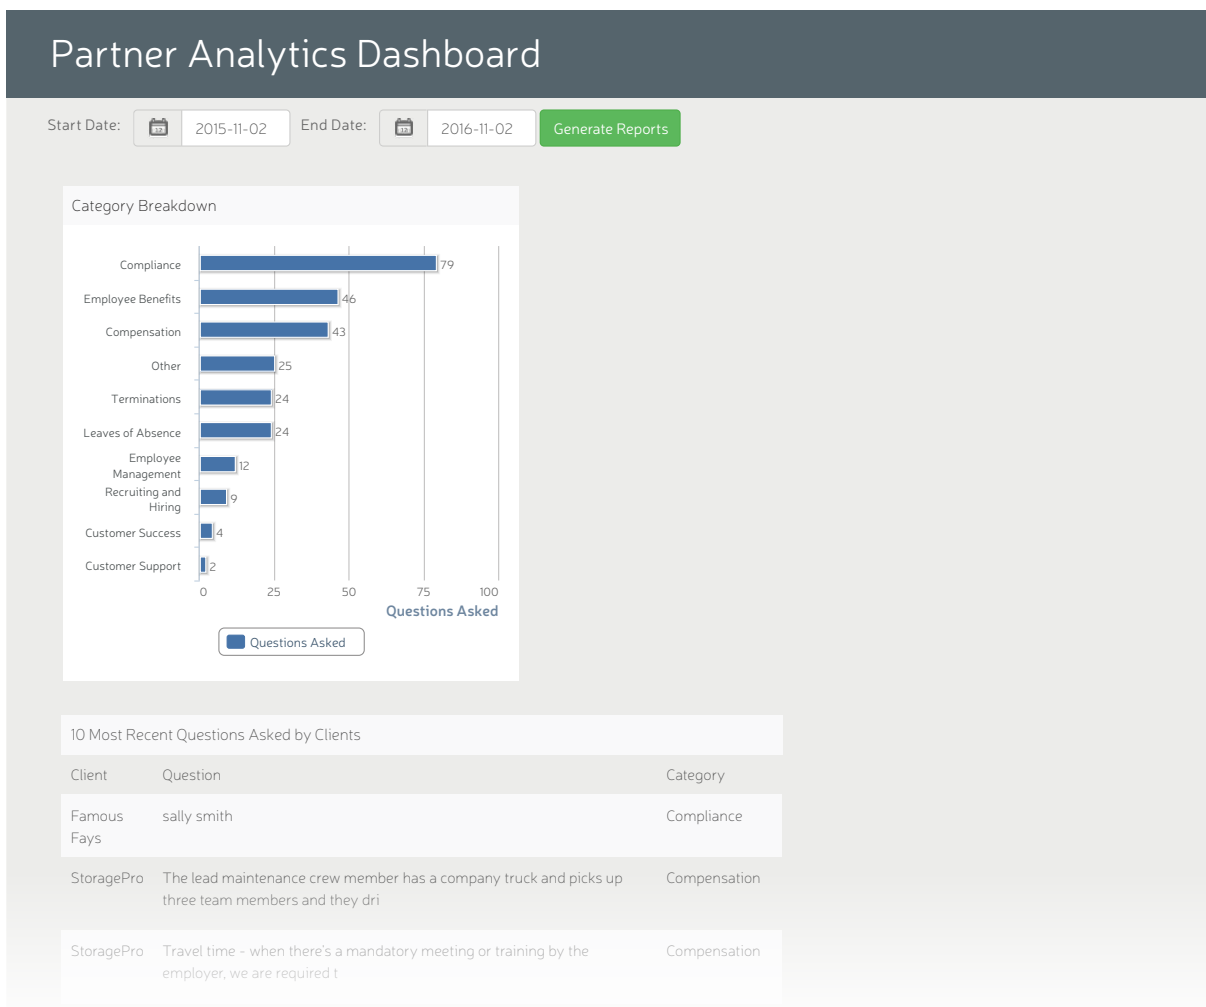 Partner Analytics Dashboard
Start Date: 2015-11-02 End Date: 2016-11-02 Generate Reports
Category Breakdown
Compliance 79
Employee Benefits 46
Compensation 43
Other 25
Terminations 24
Leaves of Absence 24
Employee
Management 12
Recruiting and
Hiring 9
Customer Success 4
Customer Support 2
0 25 50 75 100
Questions Asked
Questions Asked
10 Most Recent Questions Asked by Clients
Client Question Category
Famous sally smith Compliance
Fays
StoragePro The lead maintenance crew member has a company truck and picks up Compensation
three team members and they dri
StoragePro Travel time - when there's a mandatory meeting or training by the Compensation
employer, we are required t